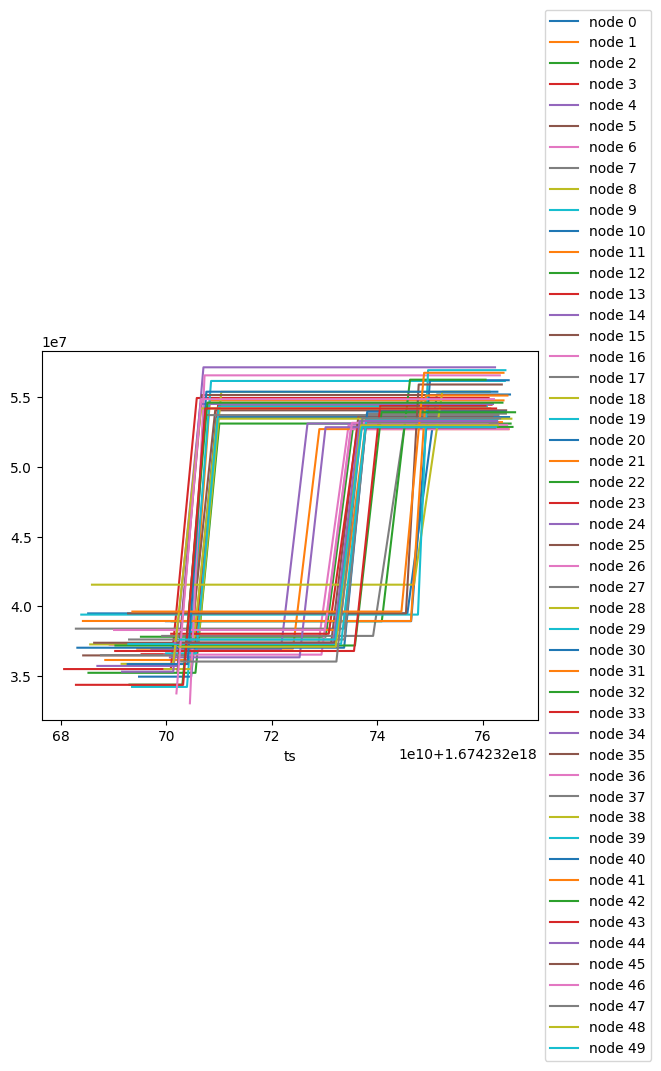 1e7
5.5
5.0
4.5
4.0
3.5
68 70 72 74 76
ts
1e10+1.674232e18
node 0
node 1
node 2
node 3
node 4
node 5
node 6
node 7
node 8
node 9
node 10
node 11
node 12
node 13
node 14
node 15
node 16
node 17
node 18
node 19
node 20
node 21
node 22
node 23
node 24
node 25
node 26
node 27
node 28
node 29
node 30
node 31
node 32
node 33
node 34
node 35
node 36
node 37
node 38
node 39
node 40
node 41
node 42
node 43
node 44
node 45
node 46
node 47
node 48
node 49